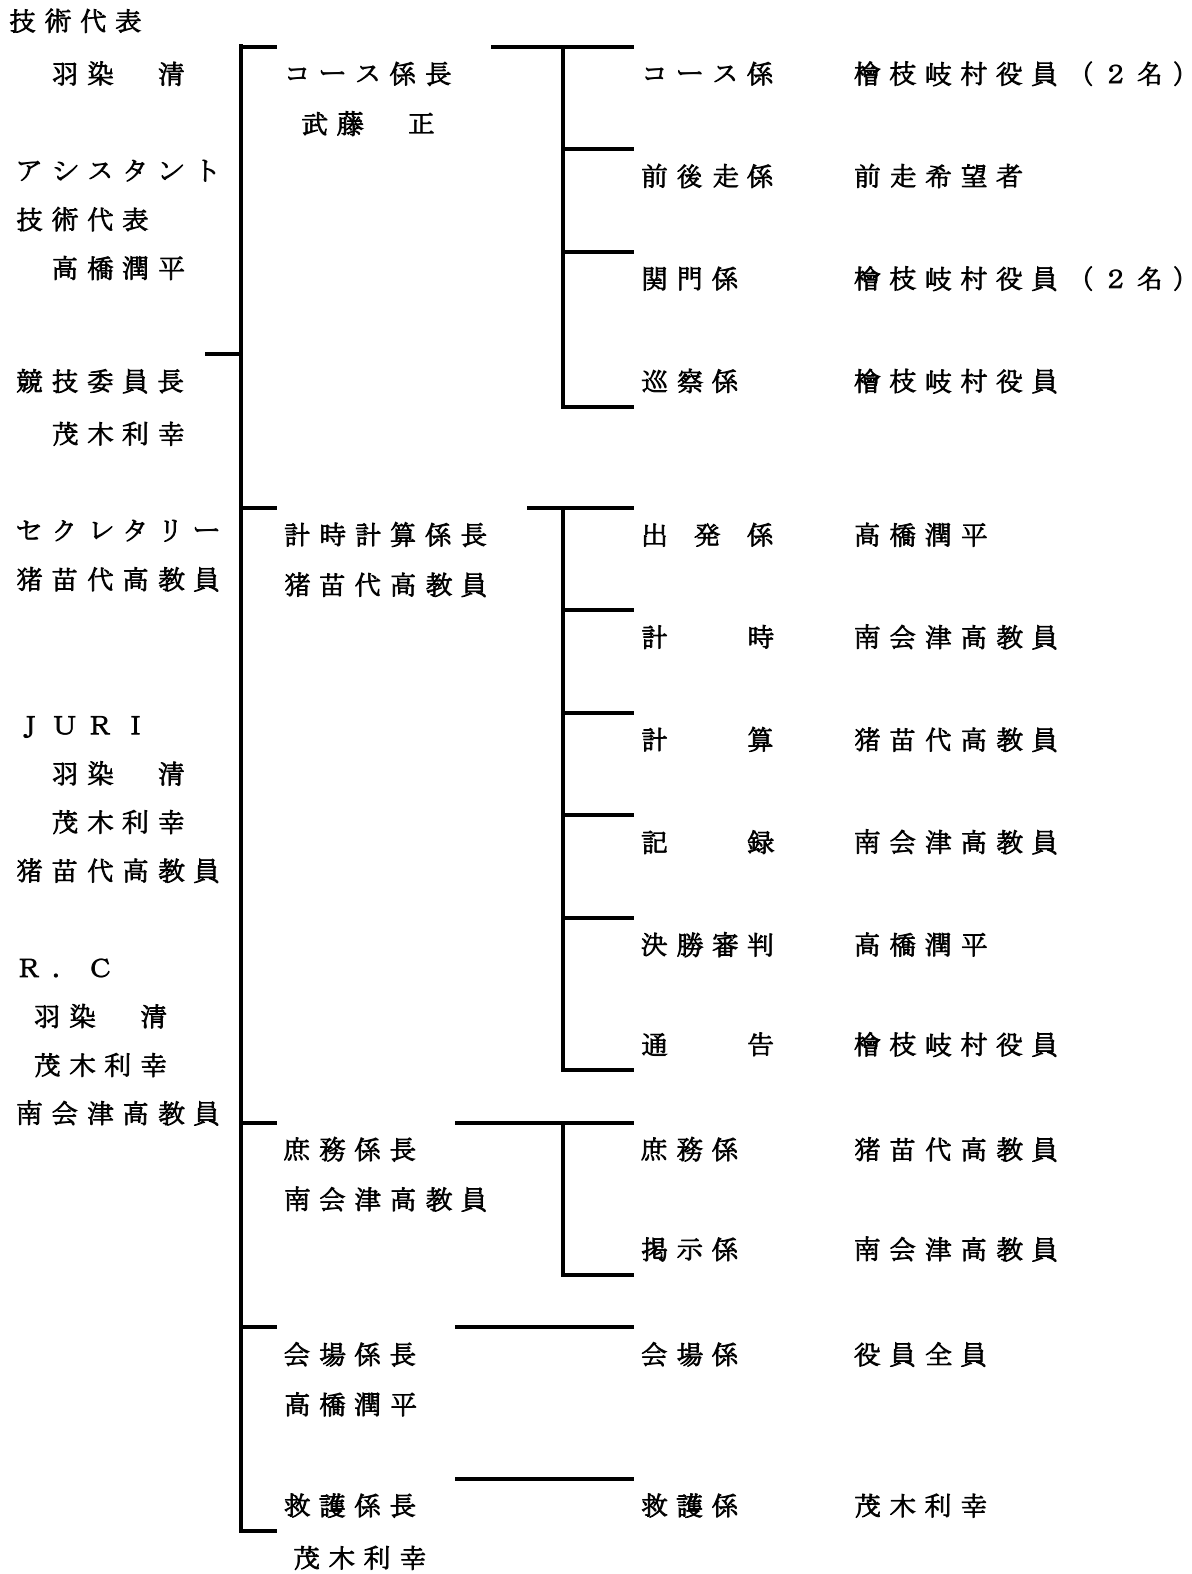 技術代表
羽染　清
アシスタント
技術代表
高橋潤平
競技委員長
茂木利幸
セクレタリー
猪苗代高教員
ＪＵＲＩ
羽染　清
茂木利幸
猪苗代高教員
Ｒ．Ｃ
羽染　清
茂木利幸
南会津高教員
コース係長
武藤　正
コース係　檜枝岐村役員（２名）
前後走係　前走希望者
関門係　檜枝岐村役員（２名）
巡察係　檜枝岐村役員
計時計算係長
猪苗代高教員
出発係　高橋潤平
計　時　南会津高教員
計　算　猪苗代高教員
記　録　南会津高教員
決勝審判　高橋潤平
通　告　檜枝岐村役員
庶務係長
南会津高教員
庶務係　猪苗代高教員
掲示係　南会津高教員
会場係長
高橋潤平
会場係　役員全員
救護係長
茂木利幸
救護係　茂木利幸